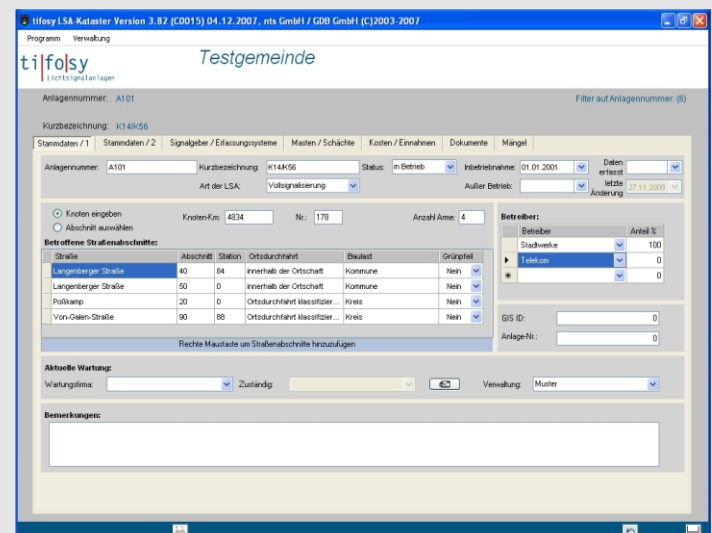 tifosy LSA-Kataster Version 3.82 (C0015) 04.12.2007, nts GmbH / GDB GmbH (C)2003-2007
Programm Verwaltung
tifosy
Lichtsignalanlagen
Testgemeinde
Anlagennummer: A101 Filter auf Anlagennummer: (6)
Kurzbezeichnung: K14/K56
Stammdaten / 1 Stammdaten / 2 Signalgeber / Erfassungssysteme Masten / Schächte Kosten / Einnahmen Dokumente Mängel
Anlagennummer: A101 Kurzbezeichnung: K14/K56 Status: in Betrieb Inbetriebnahme: 01.01.2001 Daten erfasst
Art der LSA: Vollsignalisierung Außer Betrieb: letzte Änderung 27.11.2008
Knoten eingeben Knoten-Km: 4834 Nr.: 178 Anzahl Arme: 4
Abschnitt auswählen
Betroffene Straßenabschnitte:
Straße Abschnitt Station Ortsdurchfahrt Baulast Grünpfeil
Langenberger Straße 40 84 innerhalb der Ortschaft Kommune Nein
Langenberger Straße 50 0 innerhalb der Ortschaft Kommune Nein
Poßkamp 20 0 Ortsdurchfahrt klassifizier... Kreis Nein
Von-Galen-Straße 90 88 Ortsdurchfahrt klassifizier... Kreis Nein
Rechte Maustaste um Straßenabschnitte hinzuzufügen
Betreiber:
Betreiber Anteil %
Stadtwerke 100
Telekom 0
0
GIS ID: 0
Anlage-Nr.: 0
Aktuelle Wartung:
Wartungsfirma: Zuständig: Verwaltung: Muster
Bemerkungen: